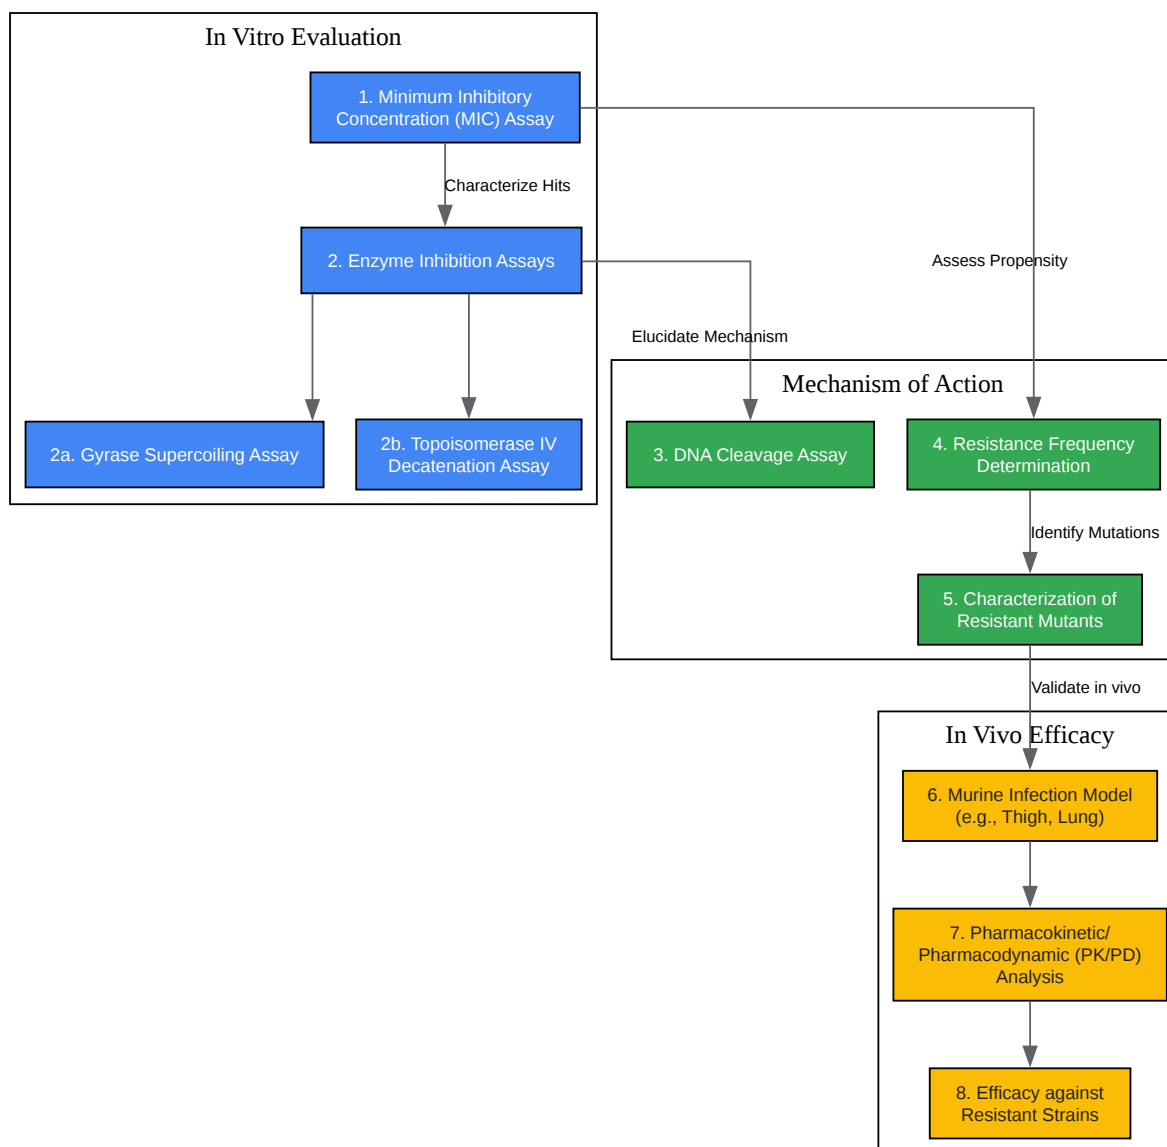 In Vitro Evaluation
1. Minimum Inhibitory
Concentration (MIC) Assay
Characterize Hits
2. Enzyme Inhibition Assays
Assess Propensity
Elucidate Mechanism
2a. Gyrase Supercoiling Assay
2b. Topoisomerase IV
Decatenation Assay
Mechanism of Action
3. DNA Cleavage Assay
4. Resistance Frequency
Determination
Identify Mutations
5. Characterization of
Resistant Mutants
Validate in vivo
In Vivo Efficacy
6. Murine Infection Model
(e.g., Thigh, Lung)
7. Pharmacokinetic/
Pharmacodynamic (PK/PD)
Analysis
8. Efficacy against
Resistant Strains